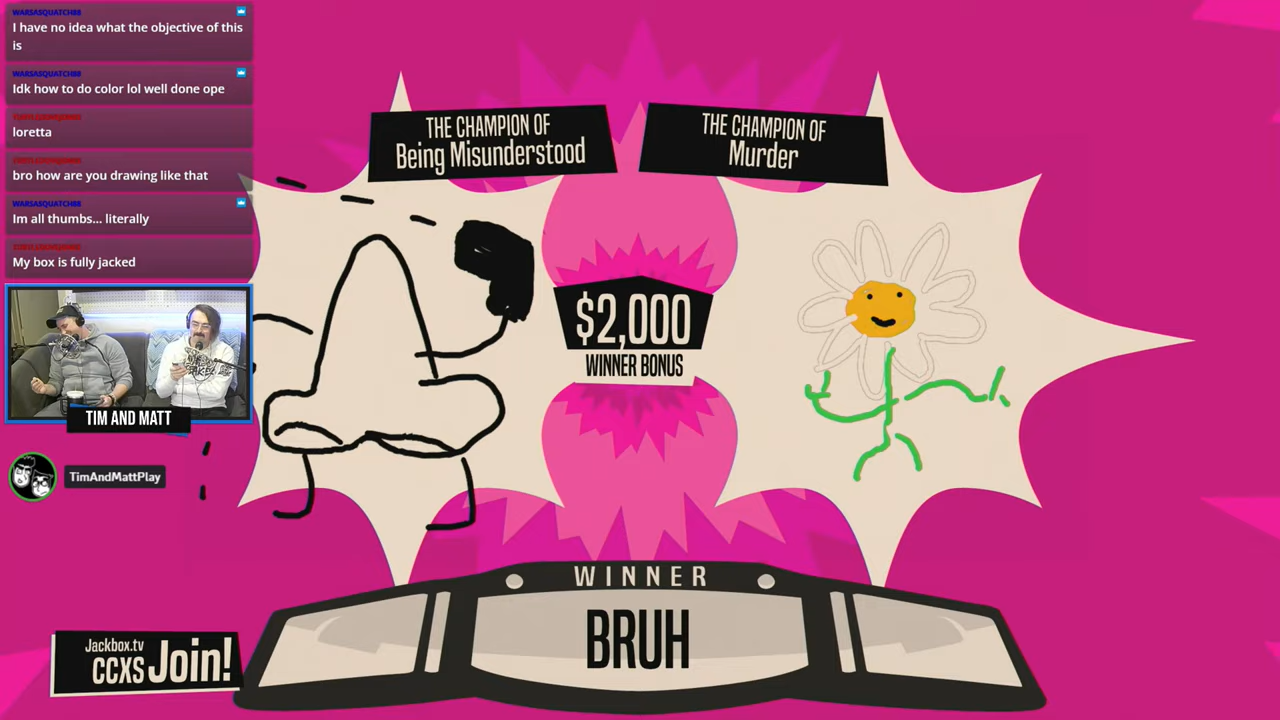 WARSASQUATCH88
I have no idea what the objective of this
is
WARSASQUATCH88
Idk how to do color lol well done ope
loretta
bro how are you drawing like that
WARSASQUATCH88
Im all thumbs... literally
My box is fully jacked
TIM AND MATT
TimAndMattPlay
THE CHAMPION OF
Being Misunderstood
THE CHAMPION OF
Murder
$2,000
WINNER BONUS
WINNER
BRUH
Jackbox.tv
CCXS Join!